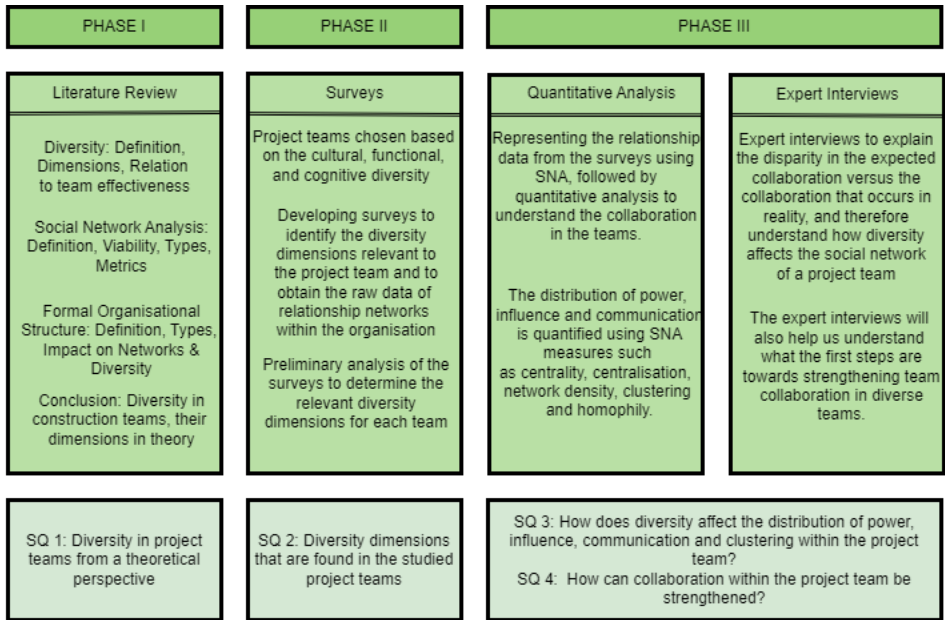 PHASE I
PHASE II
PHASE III
Literature Review
Diversity: Definition,
Dimensions, Relation
to team effectiveness
Social Network Analysis:
Definition, Viability, Types,
Metrics
Formal Organisational
Structure: Definition, Types,
Impact on Networks &
Diversity
Conclusion: Diversity in
construction teams, their
dimensions in theory
Surveys
Project teams chosen based
on the cultural, functional,
and cognitive diversity
Developing surveys to
identify the diversity
dimensions relevant to
the project team and to
obtain the raw data of
relationship networks
within the organisation
Preliminary analysis of the
surveys to determine the
relevant diversity
dimensions for each team
Quantitative Analysis
Representing the relationship
data from the surveys using
SNA, followed by
quantitative analysis to
understand the collaboration
in the teams.
The distribution of power,
influence and communication
is quantified using SNA
measures such
as centrality, centralisation,
network density, clustering
and homophily.
Expert Interviews
Expert interviews to explain
the disparity in the expected
collaboration versus the
collaboration that occurs in
reality, and therefore
understand how diversity
affects the social network
of a project team
The expert interviews will
also help us understand
what the first steps are
towards strengthening team
collaboration in diverse
teams.
SQ 1: Diversity in project
teams from a theoretical
perspective
SQ 2: Diversity dimensions
that are found in the studied
project teams
SQ 3: How does diversity affect the distribution of power,
influence, communication and clustering within the project
team?
SQ 4: How can collaboration within the project team be
strengthened?